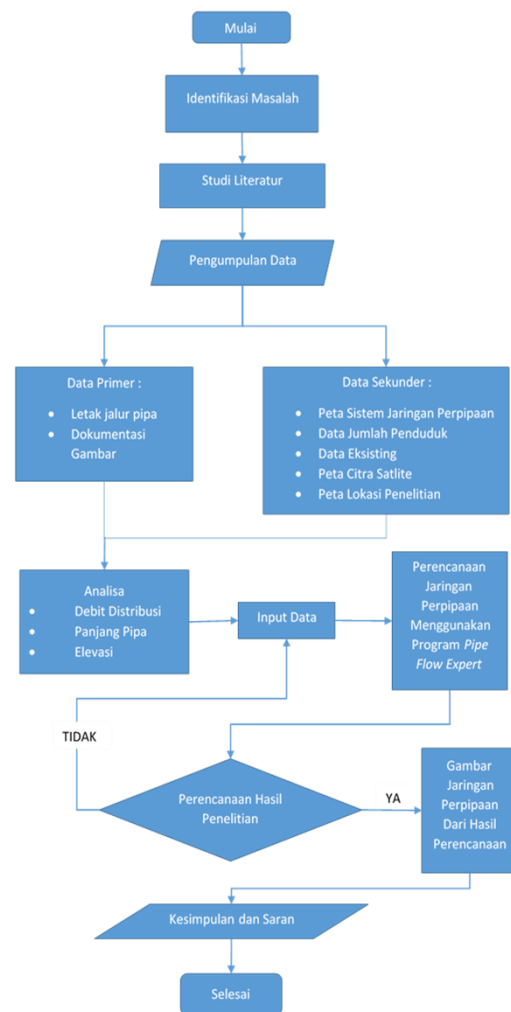 Mulai
Identifikasi Masalah
Studi Literatur
Pengumpulan Data
Data Primer :
• Letak jalur pipa
• Dokumentasi
Gambar
Data Sekunder :
• Peta Sistem Jaringan Perpipaan
• Data Jumlah Penduduk
• Data Eksisting
• Peta Citra Satlite
• Peta Lokasi Penelitian
Analisa
• Debit Distribusi
• Panjang Pipa
• Elevasi
Input Data
Perencanaan
Jaringan
Perpipaan
Menggunakan
Program Pipe
Flow Expert
TIDAK
Perencanaan Hasil
Penelitian
YA
Gambar
Jaringan
Perpipaan
Dari Hasil
Perencanaan
Kesimpulan dan Saran
Selesai